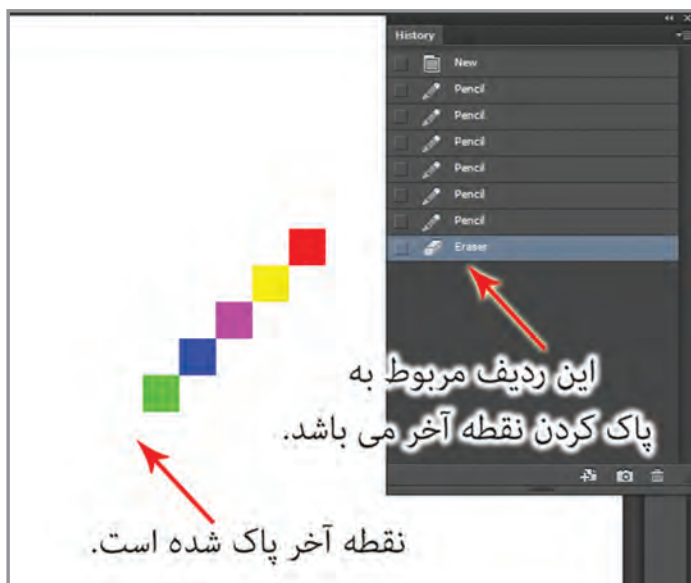 History
New
Pencil
Pencil
Pencil
Pencil
Pencil
Pencil
Eraser
این ردیف مربوط به
پاک کردن نقطه آخر می باشد.
نقطه آخر پاک شده است.